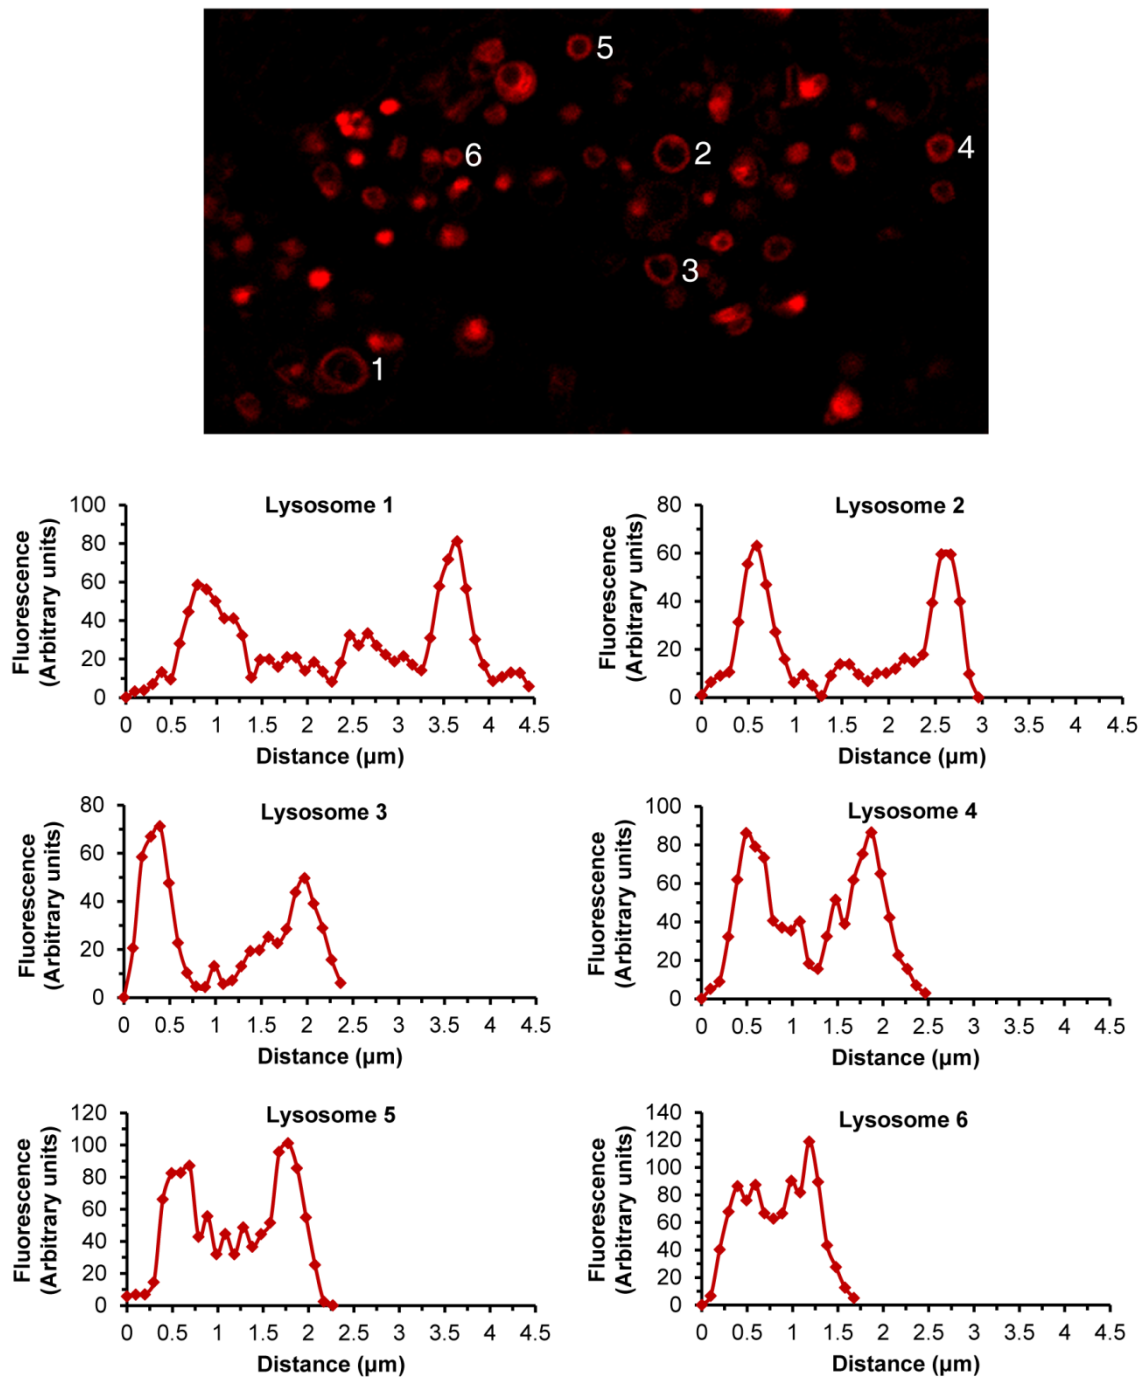 5
2
4
6
3
1
Lysosome 1
Fluorescence
(Arbitrary units)
100
80
60
40
20
0
0 0.5 1 1.5 2 2.5 3 3.5 4 4.5
Distance (µm)
Lysosome 2
Fluorescence
(Arbitrary units)
80
60
40
20
0
0 0.5 1 1.5 2 2.5 3 3.5 4 4.5
Distance (µm)
Lysosome 3
Fluorescence
(Arbitrary units)
80
60
40
20
0
0 0.5 1 1.5 2 2.5 3 3.5 4 4.5
Distance (µm)
Lysosome 4
Fluorescence
(Arbitrary units)
100
80
60
40
20
0
0 0.5 1 1.5 2 2.5 3 3.5 4 4.5
Distance (µm)
Lysosome 5
Fluorescence
(Arbitrary units)
120
100
80
60
40
20
0
0 0.5 1 1.5 2 2.5 3 3.5 4 4.5
Distance (µm)
Lysosome 6
Fluorescence
(Arbitrary units)
140
120
100
80
60
40
20
0
0 0.5 1 1.5 2 2.5 3 3.5 4 4.5
Distance (µm)